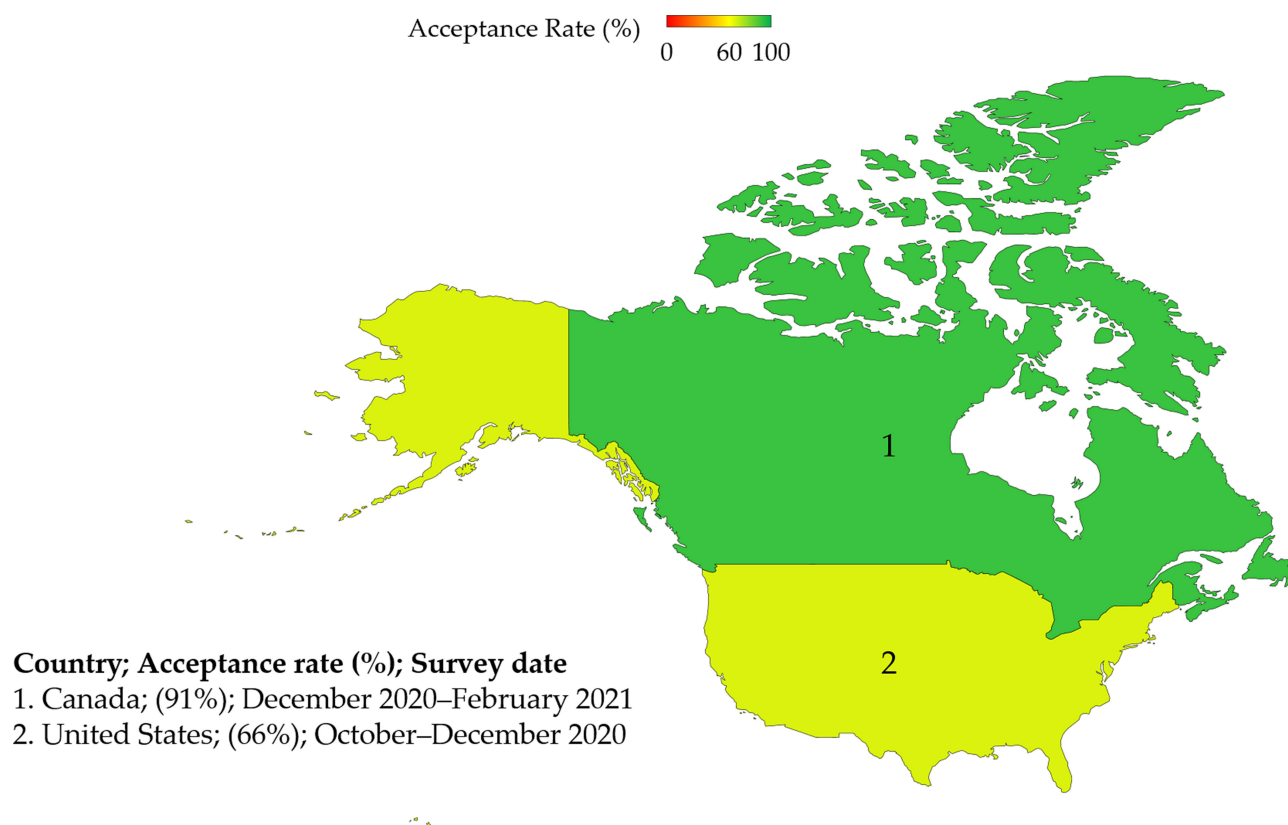 Acceptance Rate (%)
0 60 100
1
2
Country; Acceptance rate (%); Survey date
1. Canada; (91%); December 2020–February 2021
2. United States; (66%); October–December 2020